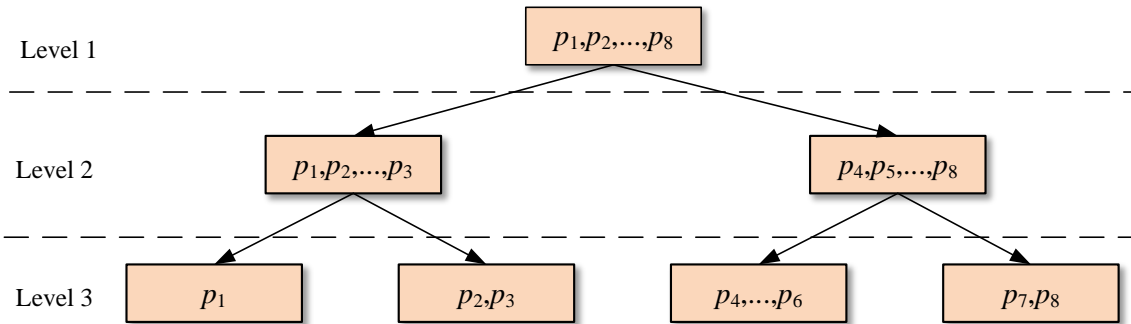 Level 1
p₁,p₂,...,p₈
Level 2
p₁,p₂,...,p₃
p₄,p₅,...,p₈
Level 3
p₁
p₂,p₃
p₄,...,p₆
p₇,p₈